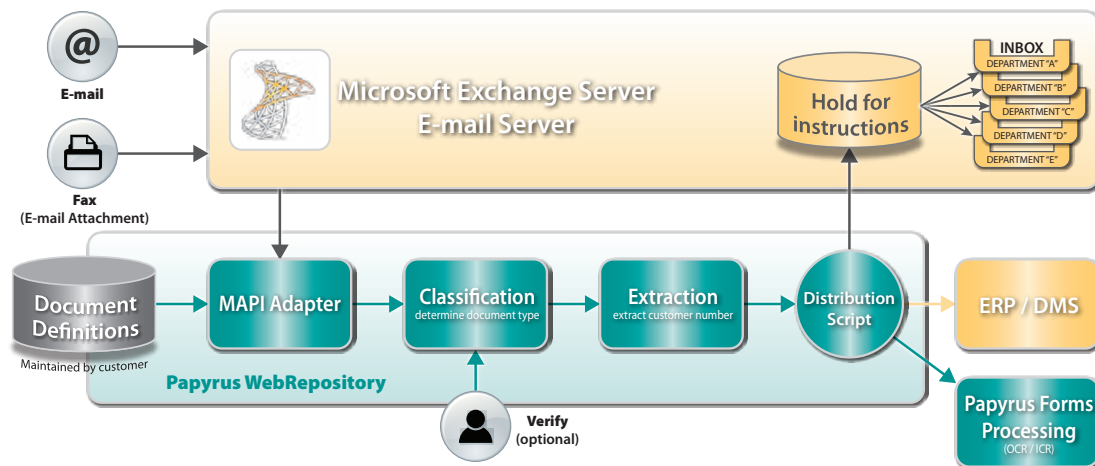 @
E-mail
Fax
(E-mail Attachment)
Microsoft Exchange Server
E-mail Server
Hold for
instructions
INBOX
DEPARTMENT "A"
DEPARTMENT "B"
DEPARTMENT "C"
DEPARTMENT "D"
DEPARTMENT "E"
Document
Definitions
Maintained by customer
MAPI Adapter
Classification
determine document type
Extraction
extract customer number
Distribution
Script
ERP / DMS
Papyrus WebRepository
Verify
(optional)
Papyrus Forms
Processing
(OCR / ICR)